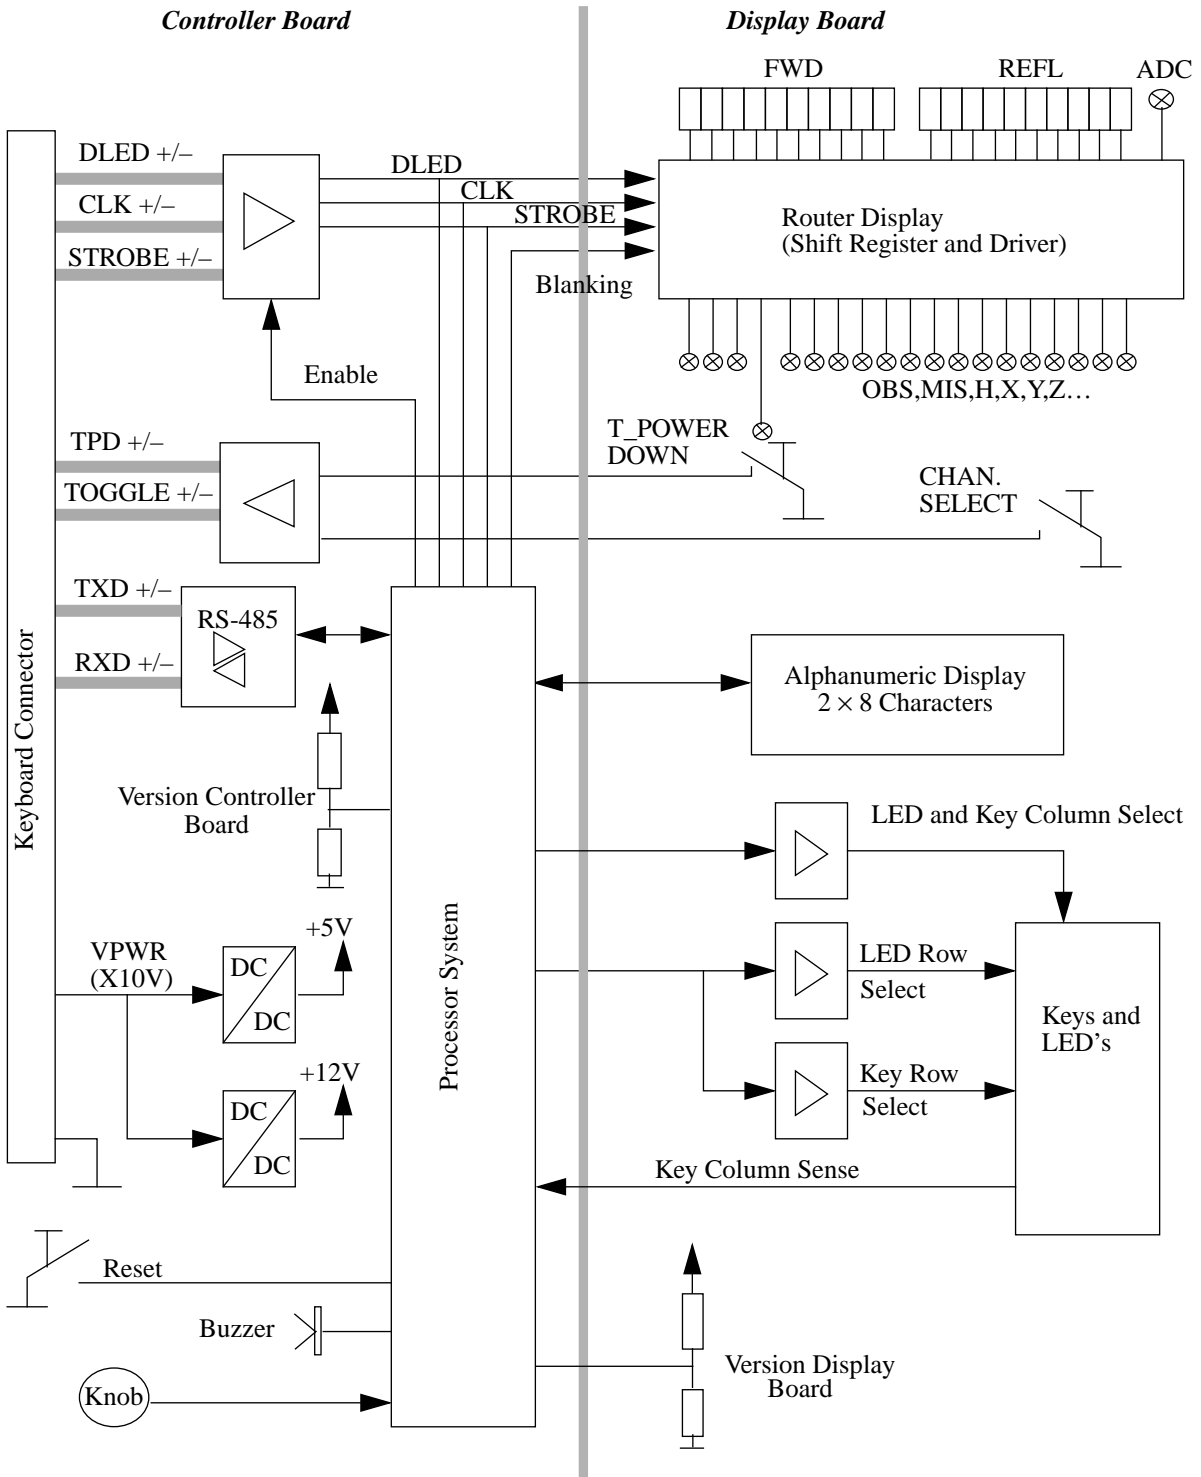 Controller Board
Display Board
FWD
REFL
ADC
DLED +/–
CLK +/–
STROBE +/–
DLED
CLK
STROBE
Blanking
Router Display
(Shift Register and Driver)
Enable
OBS,MIS,H,X,Y,Z…
TPD +/–
TOGGLE +/–
T_POWER
DOWN
CHAN.
SELECT
TXD +/–
RXD +/–
RS-485
Keyboard Connector
Alphanumeric Display
2 × 8 Characters
Version Controller
Board
LED and Key Column Select
Processor System
+5V
VPWR
(X10V)
DC
DC
LED Row
Select
Keys and
LED's
+12V
DC
DC
Key Row
Select
Key Column Sense
Reset
Buzzer
Version Display
Board
Knob